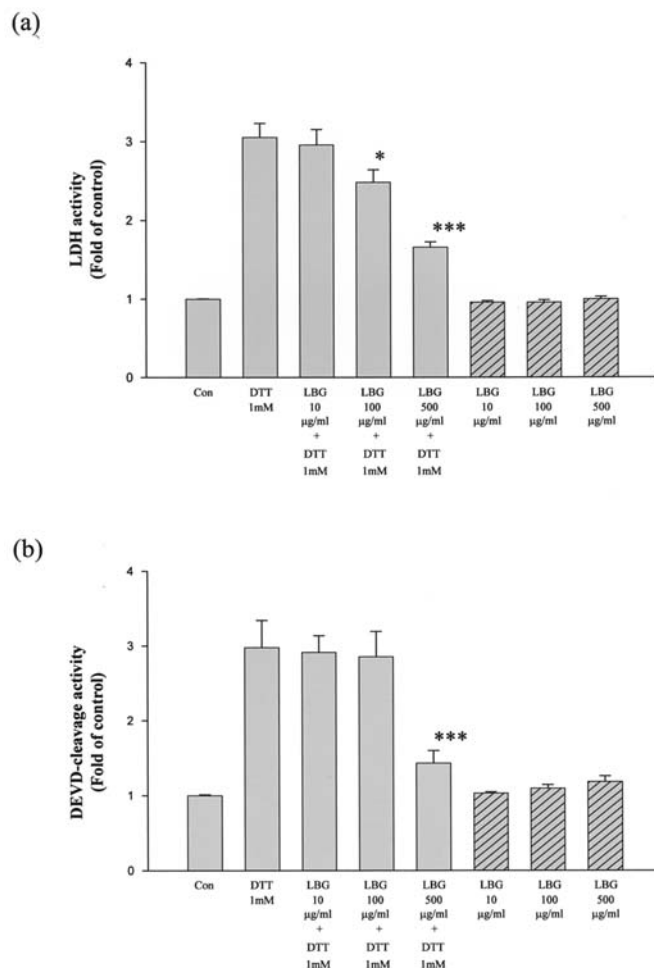 (a)
LDH activity
(Fold of control)
4
3
2
1
0
*
***
Con
DTT
1mM
LBG
10
µg/ml
+
DTT
1mM
LBG
100
µg/ml
+
DTT
1mM
LBG
500
µg/ml
+
DTT
1mM
LBG
10
µg/ml
LBG
100
µg/ml
LBG
500
µg/ml
(b)
DEVD-cleavage activity
(Fold of control)
4
3
2
1
0
***
Con
DTT
1mM
LBG
10
µg/ml
+
DTT
1mM
LBG
100
µg/ml
+
DTT
1mM
LBG
500
µg/ml
+
DTT
1mM
LBG
10
µg/ml
LBG
100
µg/ml
LBG
500
µg/ml